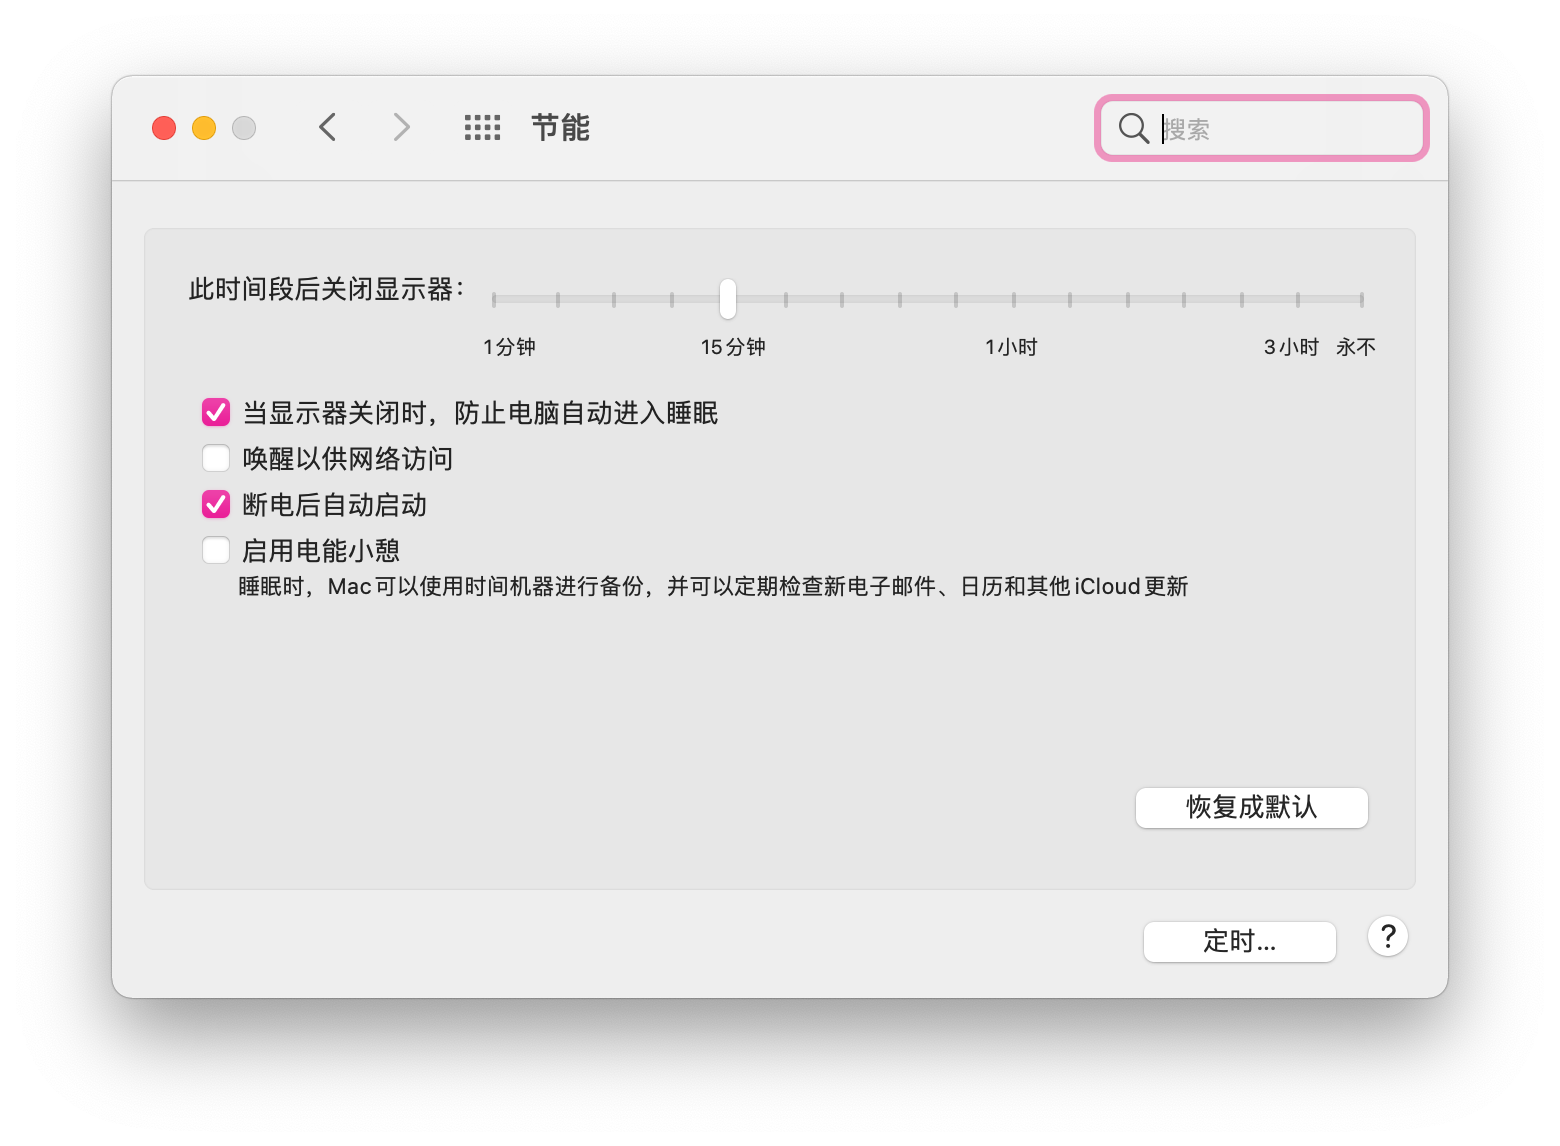 节能
搜索
此时间段后关闭显示器：
1分钟 15分钟 1小时 3小时 永不
当显示器关闭时，防止电脑自动进入睡眠
唤醒以供网络访问
断电后自动启动
启用电能小憩
睡眠时，Mac可以使用时间机器进行备份，并可以定期检查新电子邮件、日历和其他iCloud更新
恢复成默认
定时...
?